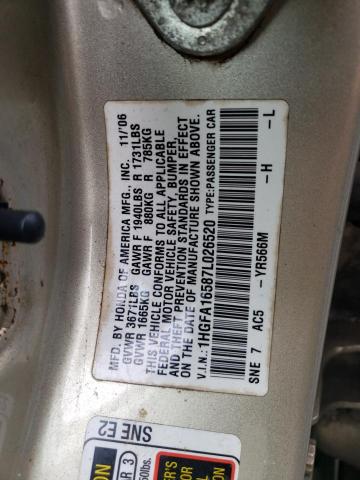 MFD. BY HONDA OF AMERICA MFG., INC. 11/'06
GVWR 3671LBS GAWR F 1940LBS R 1731LBS
GVWR 1665KG GAWR F 880KG R 785KG
THIS VEHICLE CONFORMS TO ALL APPLICABLE
FEDERAL MOTOR VEHICLE SAFETY, BUMPER,
AND THEFT PREVENTION STANDARDS IN EFFECT
ON THE DATE OF MANUFACTURE SHOWN ABOVE.
V.I.N.: 1HGFA16587L026520 TYPE:PASSENGER CAR
SNE 7 AC5 - YR566M - H - L
SNE E2